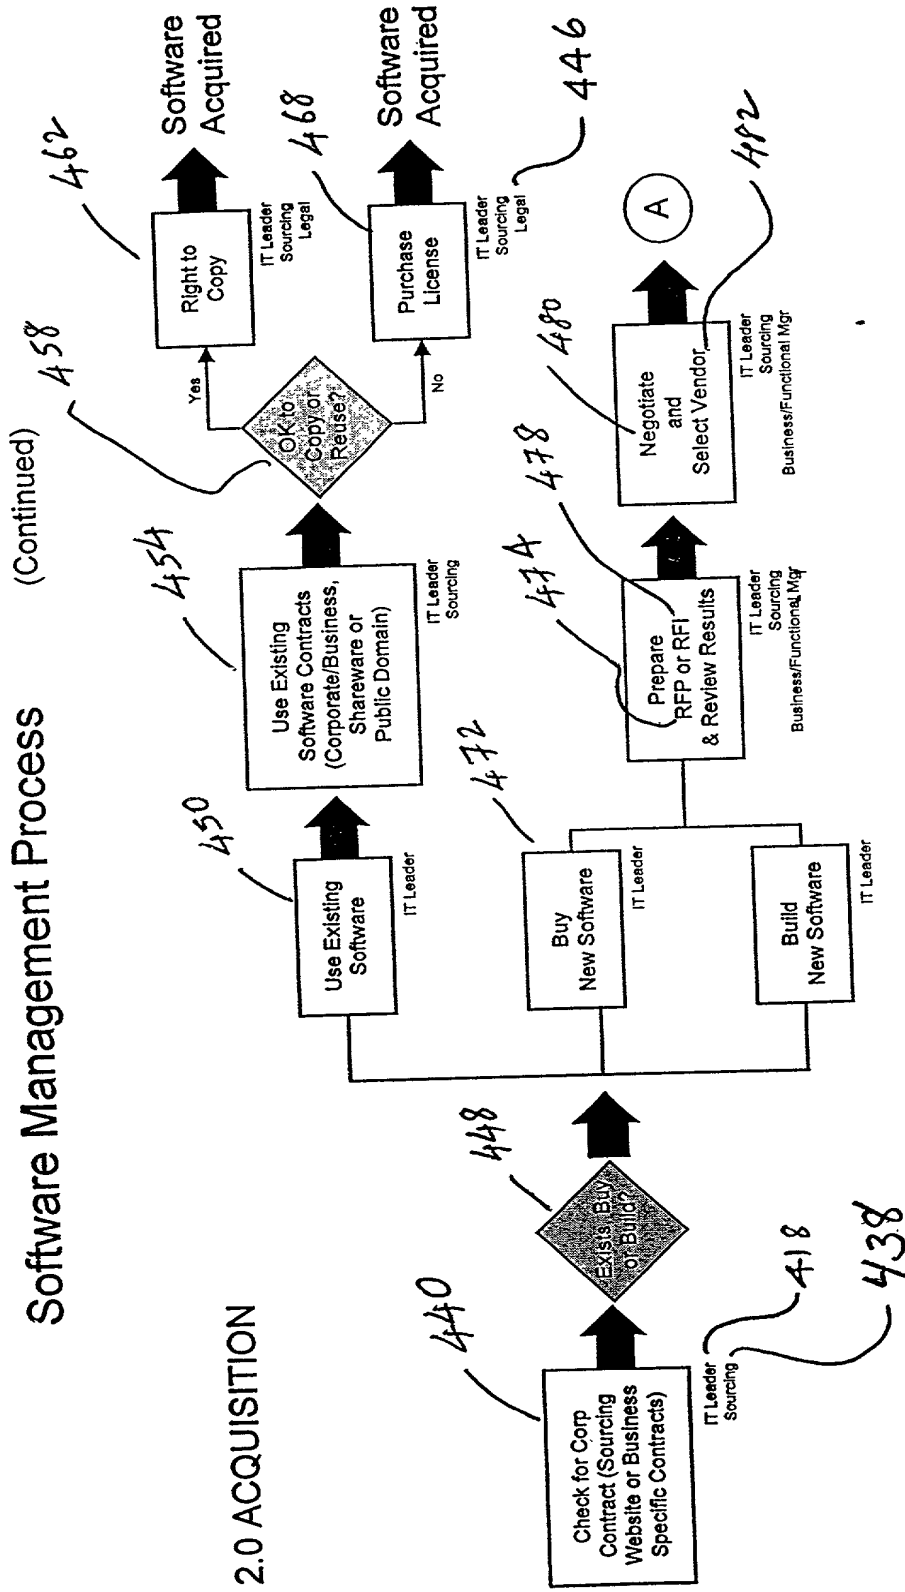 Software Management Process (Continued)
2.0 ACQUISITION
440
Check for Corp
Contract (Sourcing
Website or Business
Specific Contracts)
IT Leader
Sourcing
418
438
448
Exists, Buy
or Build?
450
Use Existing
Software
IT Leader
454
Use Existing
Software Contracts
(Corporate/Business,
Shareware or
Public Domain)
IT Leader
Sourcing
458
OK to
Copy or
Reuse?
Yes
No
462
Right to
Copy
IT Leader
Sourcing
Legal
Software
Acquired
468
Purchase
License
IT Leader
Sourcing
Legal
446
Software
Acquired
472
Buy
New Software
IT Leader
Build
New Software
IT Leader
474
478
Prepare
RFP or RFI
& Review Results
IT Leader
Sourcing
Business/Functional Mgr
480
Negotiate
and
Select Vendor
482
IT Leader
Sourcing
Business/Functional Mgr
A